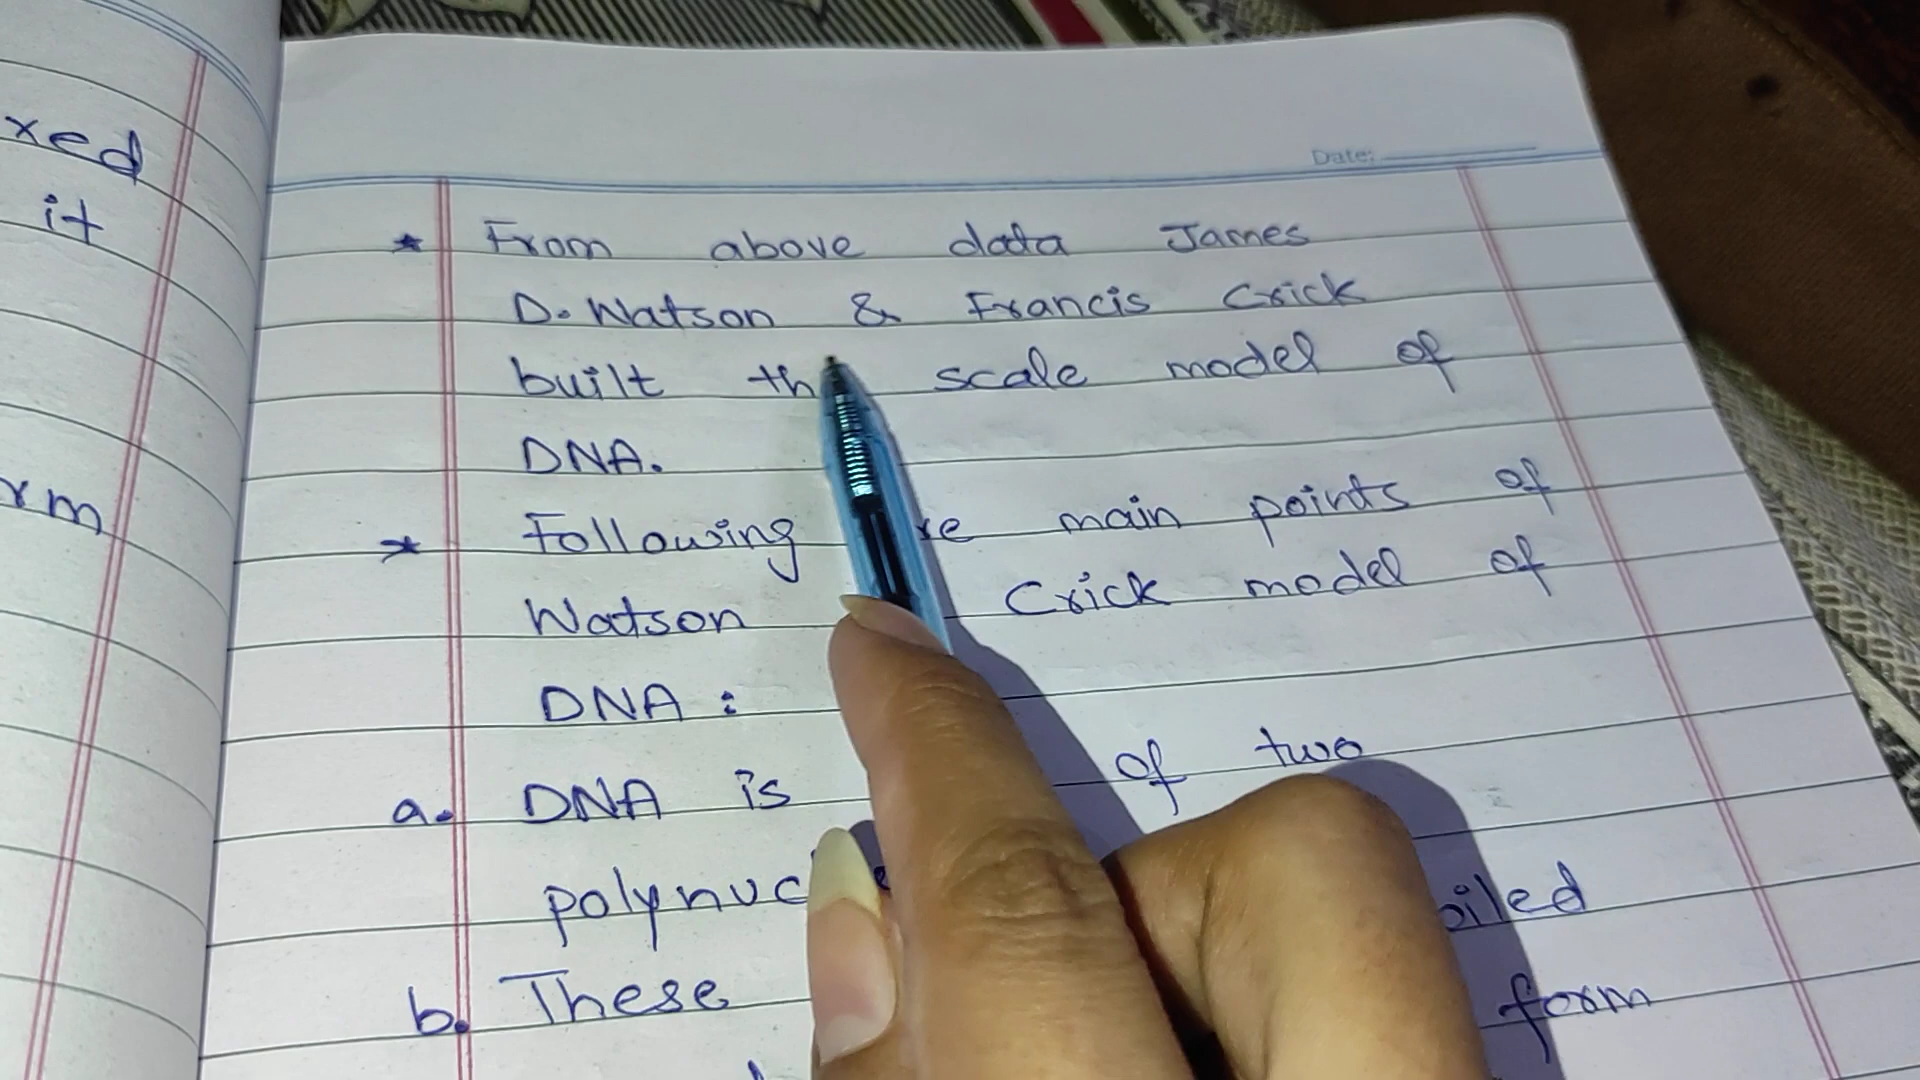 xed
it
rm
Date:
* From above data James
D. Watson & Francis Crick
built th scale model of
DNA.
* Following re main points of
Watson Crick model of
DNA :
a. DNA is of two
polynuc oiled
b. These form